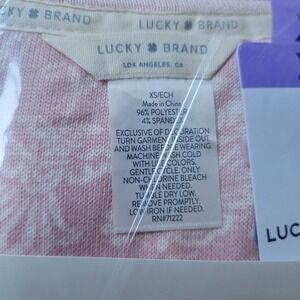 LUCKY BRAND
LUCKY BRAND
LUCKY BRAND
LOS ANGELES, CA
XS/ECH
Made in China
96% POLYESTER
4% SPANDEX
EXCLUSIVE OF DECORATION
TURN GARMENT INSIDE OUT
AND WASH BEFORE WEARING.
MACHINE WASH COLD
WITH LIKE COLORS.
GENTLE CYCLE. ONLY
NON-CHLORINE BLEACH
WHEN NEEDED.
TUMBLE DRY LOW.
REMOVE PROMPTLY.
LOW IRON IF NEEDED.
RN#71222
LUC